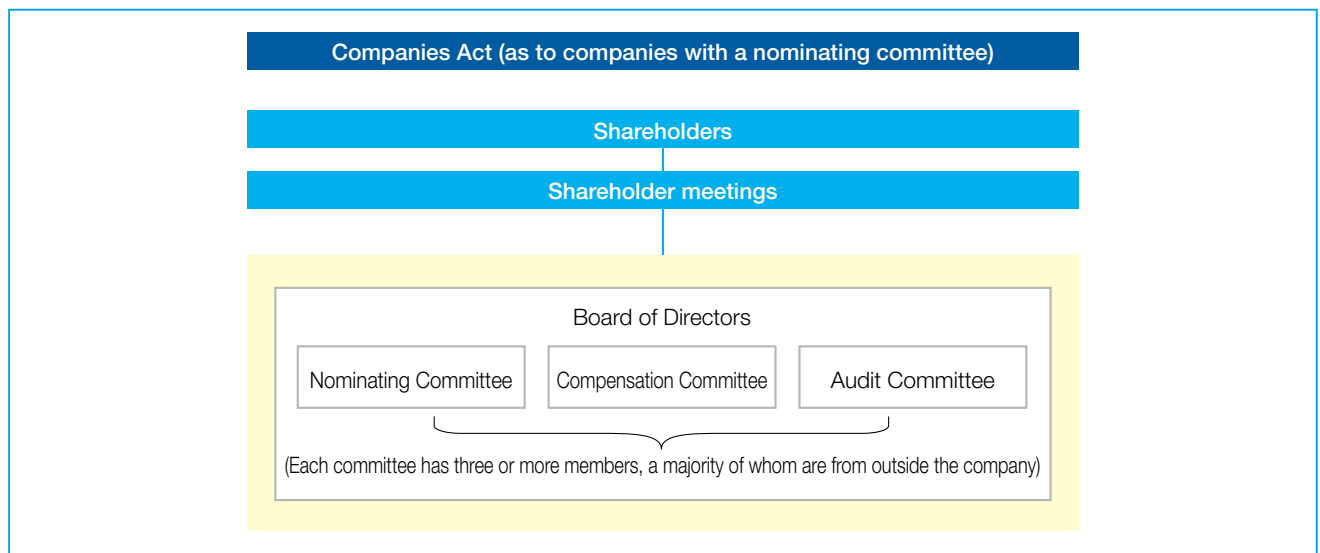 Companies Act (as to companies with a nominating committee)
Shareholders
Shareholder meetings
Board of Directors
Nominating Committee
Compensation Committee
Audit Committee
(Each committee has three or more members, a majority of whom are from outside the company)